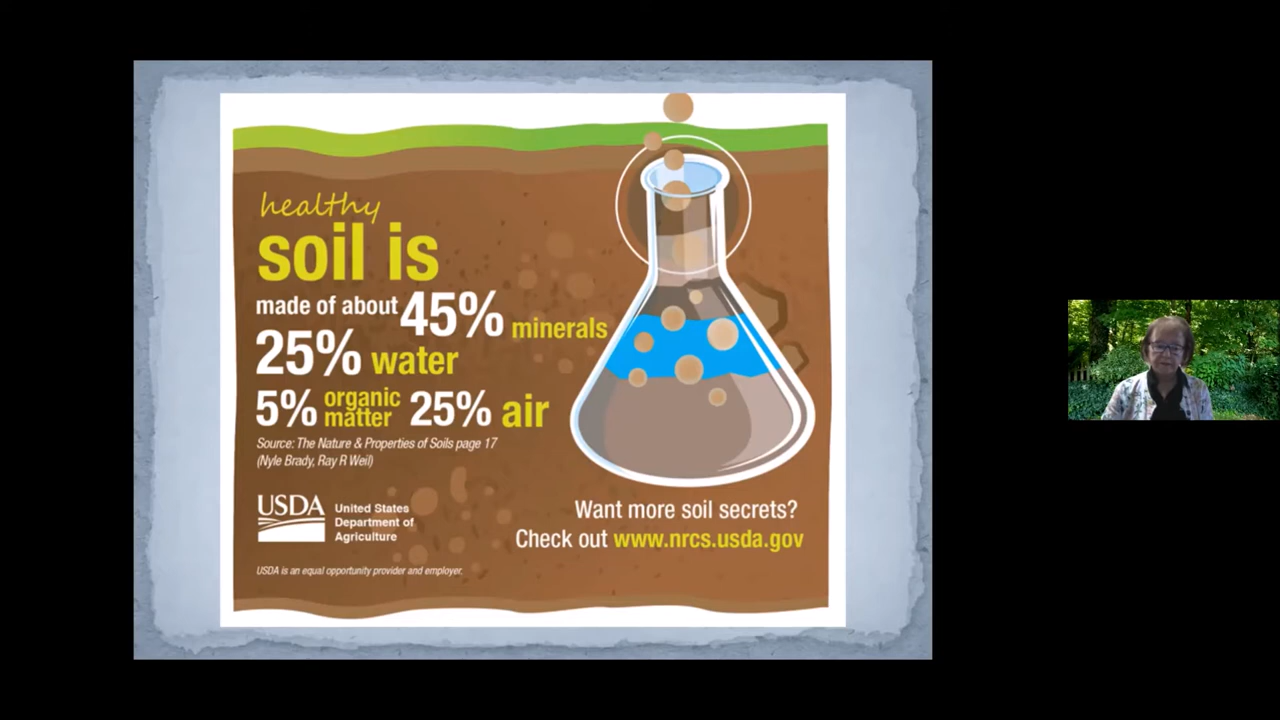 healthy
soil is
made of about 45% minerals
25% water
5% organic matter 25% air
Source: The Nature & Properties of Soils page 17
(Nyle Brady, Ray R Weil)
USDA United States
Department of
Agriculture
USDA is an equal opportunity provider and employer.
Want more soil secrets?
Check out www.nrcs.usda.gov